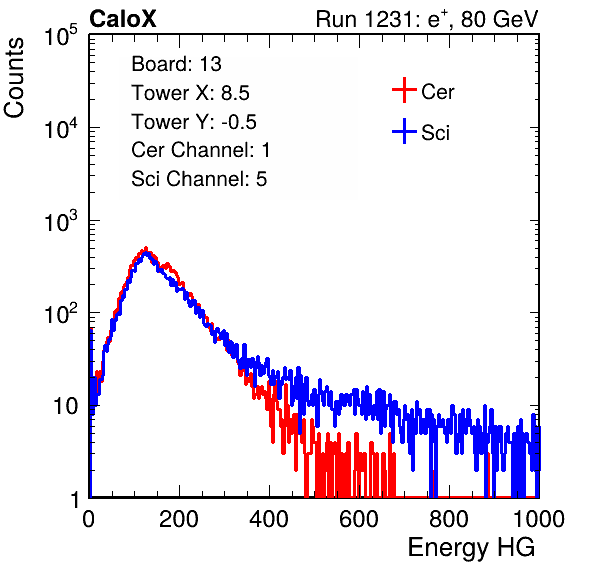 CaloX Run 1231: e⁺, 80 GeV
Counts
Board: 13
Tower X: 8.5
Tower Y: -0.5
Cer Channel: 1
Sci Channel: 5
Cer
Sci
10⁵
10⁴
10³
10²
10
1
0 200 400 600 800 1000
Energy HG